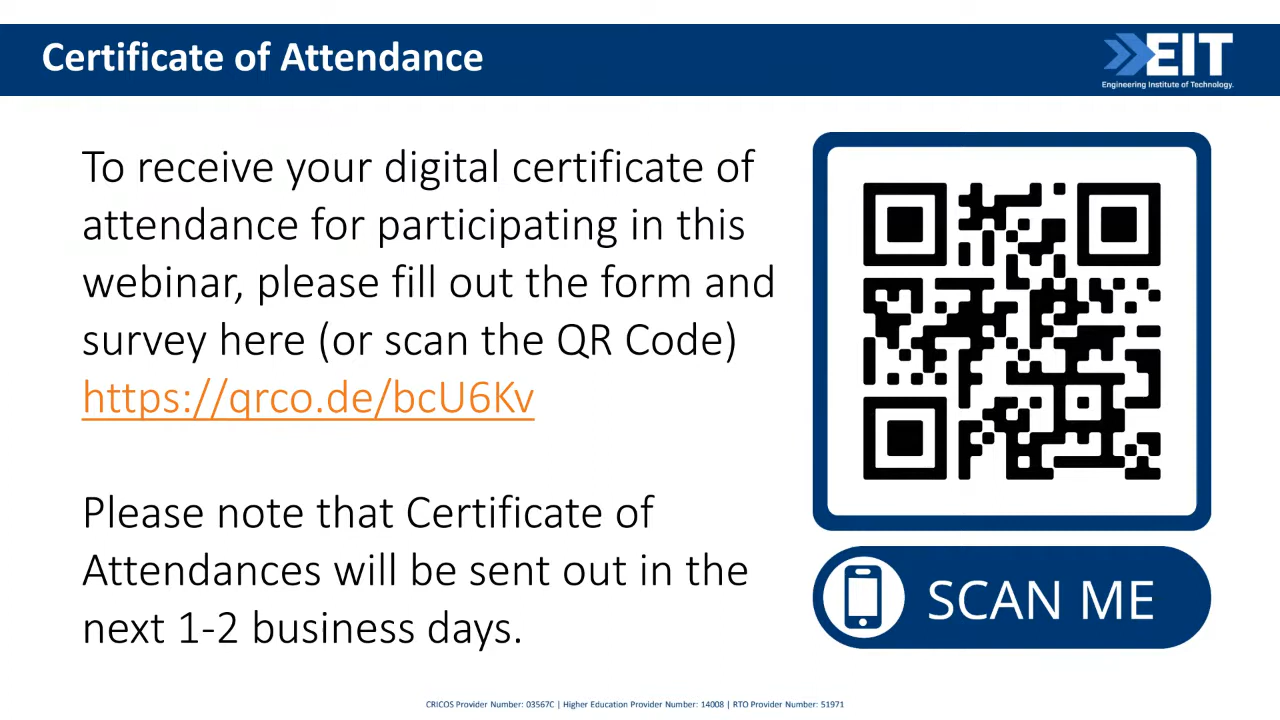 Certificate of Attendance
EIT
Engineering Institute of Technology.
To receive your digital certificate of
attendance for participating in this
webinar, please fill out the form and
survey here (or scan the QR Code)
https://qrco.de/bcU6Kv
Please note that Certificate of
Attendances will be sent out in the
next 1-2 business days.
SCAN ME
CRICOS Provider Number: 03567C | Higher Education Provider Number: 14008 | RTO Provider Number: 51971